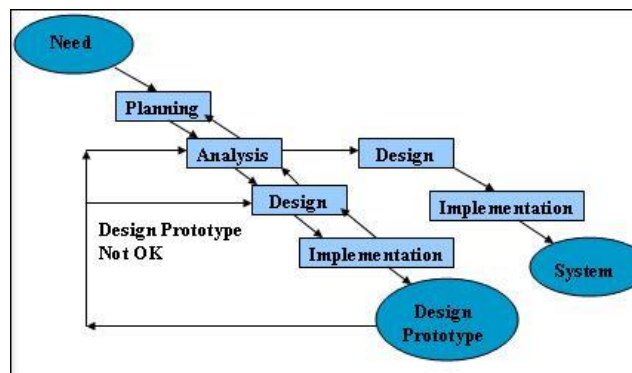 Need
Planning
Analysis
Design
Design
Implementation
Design Prototype
Not OK
Implementation
System
Design
Prototype